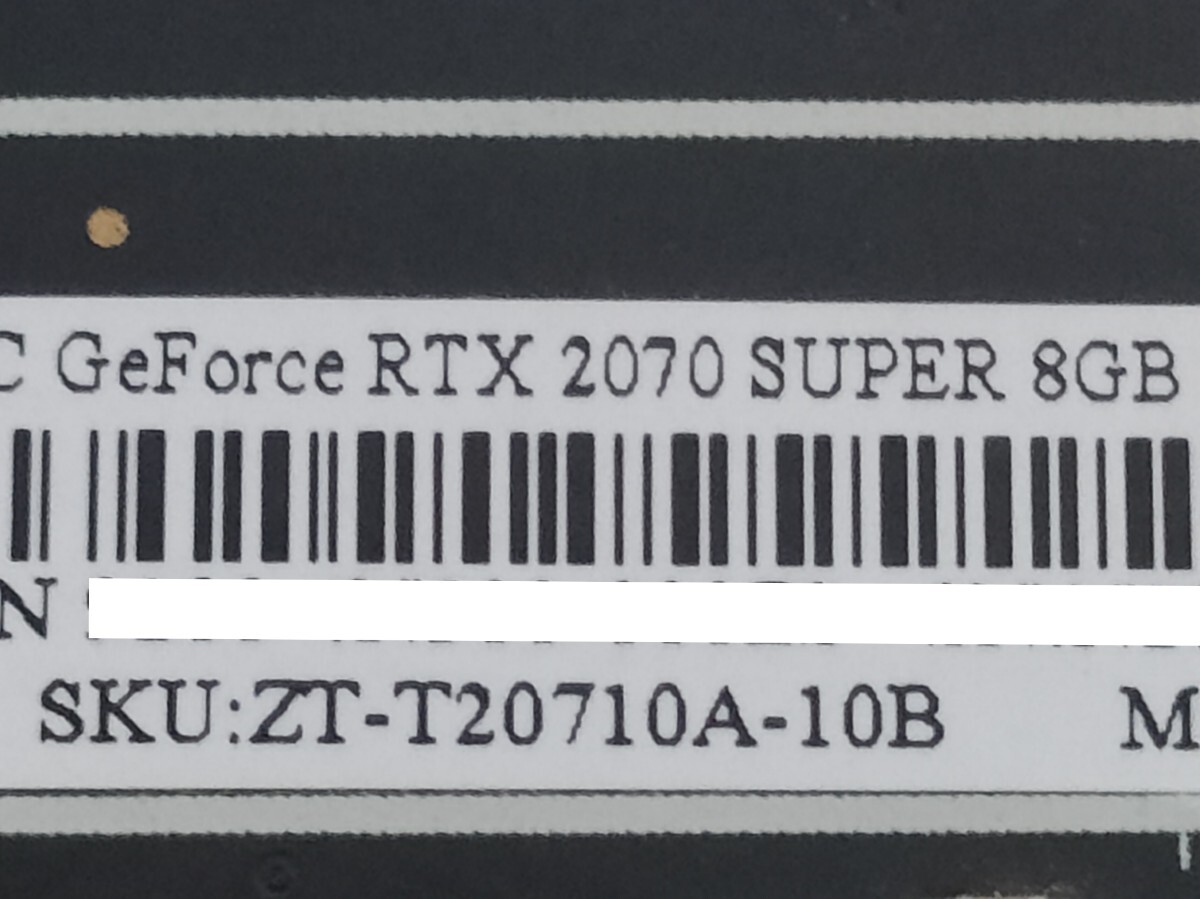 C GeForce RTX 2070 SUPER 8GB
N
SKU:ZT-T20710A-10B M